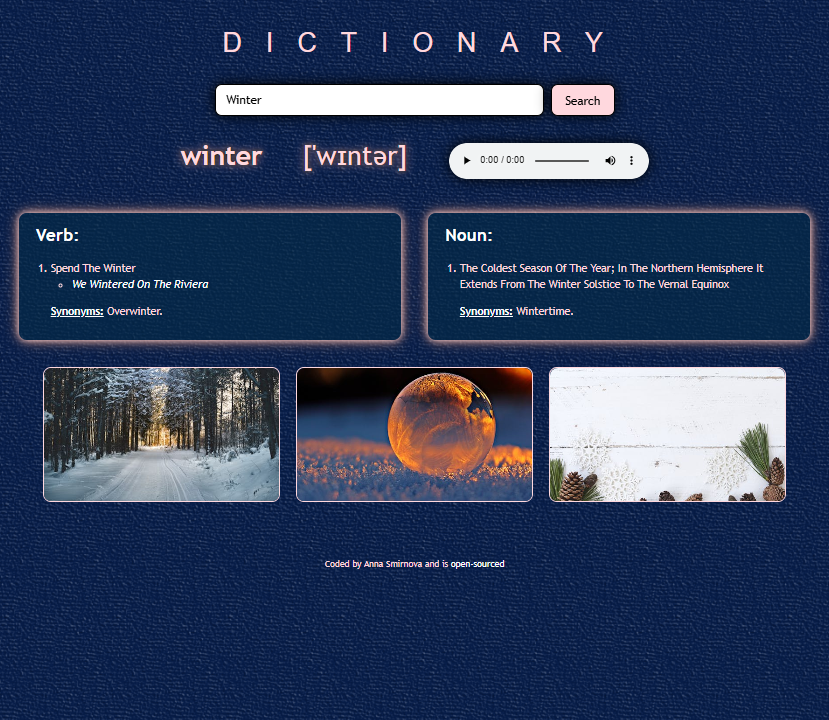 DICTIONARY
Winter
Search
winter ['wɪntər] 0:00 / 0:00
Verb:
1. Spend The Winter
We Wintered On The Riviera
Synonyms: Overwinter.
Noun:
1. The Coldest Season Of The Year; In The Northern Hemisphere It
Extends From The Winter Solstice To The Vernal Equinox
Synonyms: Wintertime.
Coded by Anna Smirnova and is open-sourced